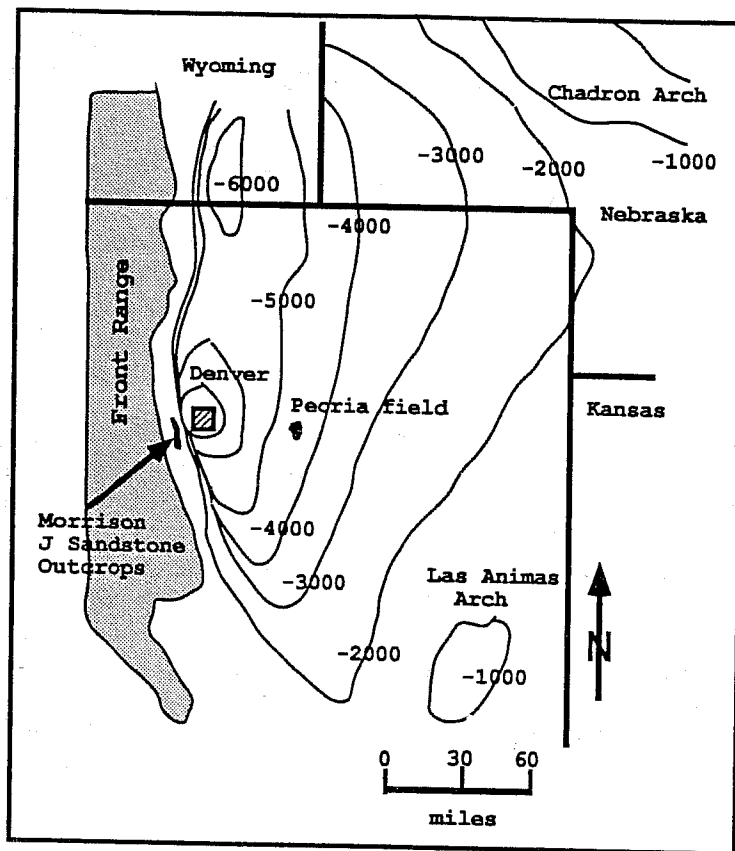 Wyoming
Chadron Arch
-3000
-2000
-1000
-6000
Nebraska
-4000
Front Range
-5000
Denver
Peoria field
Kansas
Morrison
J Sandstone
Outcrops
-4000
-3000
Las Animas
Arch
-2000
-1000
N
0 30 60
miles